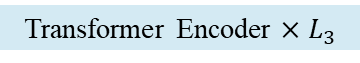 Transformer Encoder × L₃